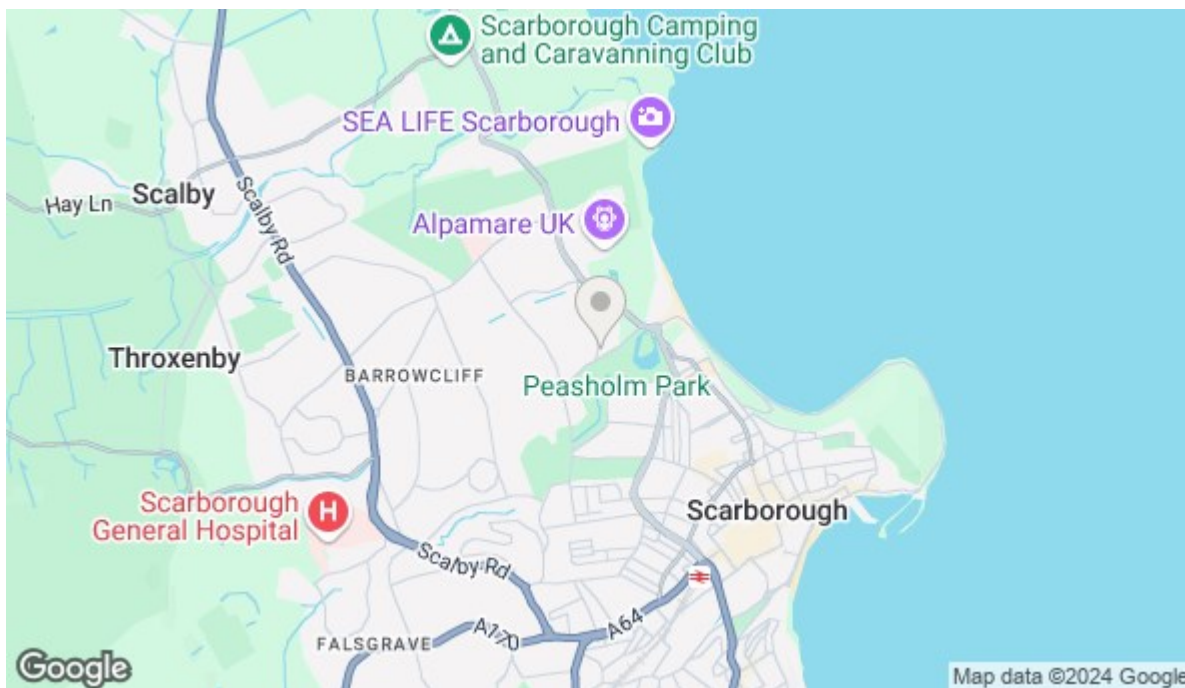 Scarborough Camping
and Caravanning Club
SEA LIFE Scarborough
Scalby
Hay Ln
Scalby Rd
Alpamare UK
Throxenby
BARROWCLIFF
Peasholm Park
Scarborough
General Hospital
H
Scarborough
Scalby Rd
A64
A170
FALSGRAVE
Google
Map data ©2024 Google